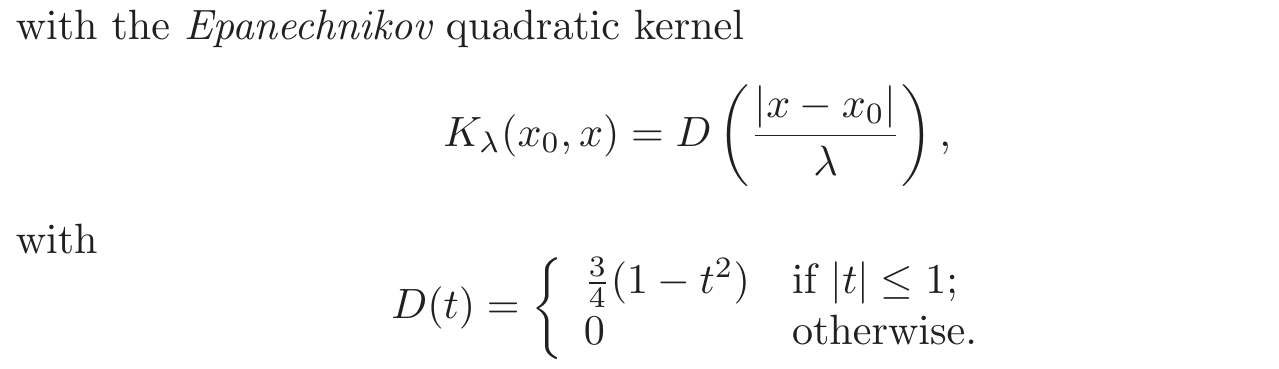 with the Epanechnikov quadratic kernel
K_λ(x_0, x) = D ( |x − x_0| / λ ) ,
with
D(t) = { 3/4 (1 − t^2) if |t| ≤ 1;
0 otherwise.